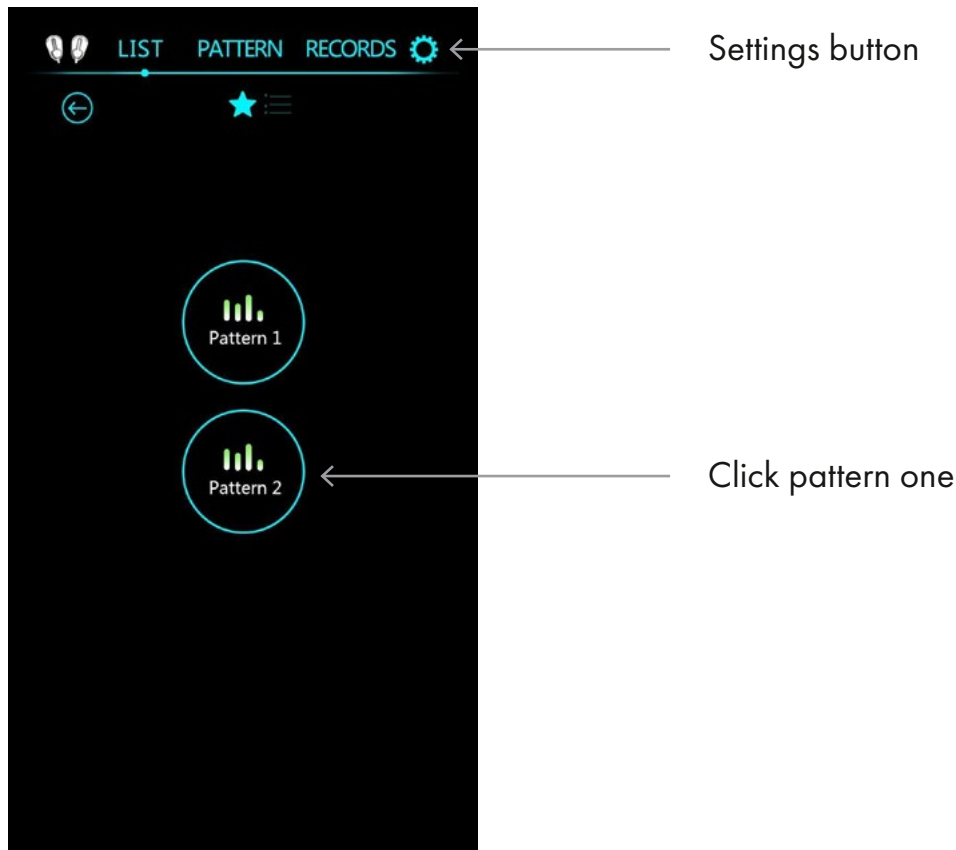 LIST PATTERN RECORDS
Settings button
Pattern 1
Pattern 2
Click pattern one